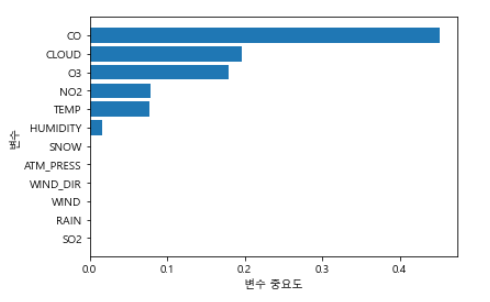 CO
CLOUD
O3
NO2
TEMP
HUMIDITY
SNOW
ATM_PRESS
WIND_DIR
WIND
RAIN
SO2
변수
0.0 0.1 0.2 0.3 0.4
변수 중요도